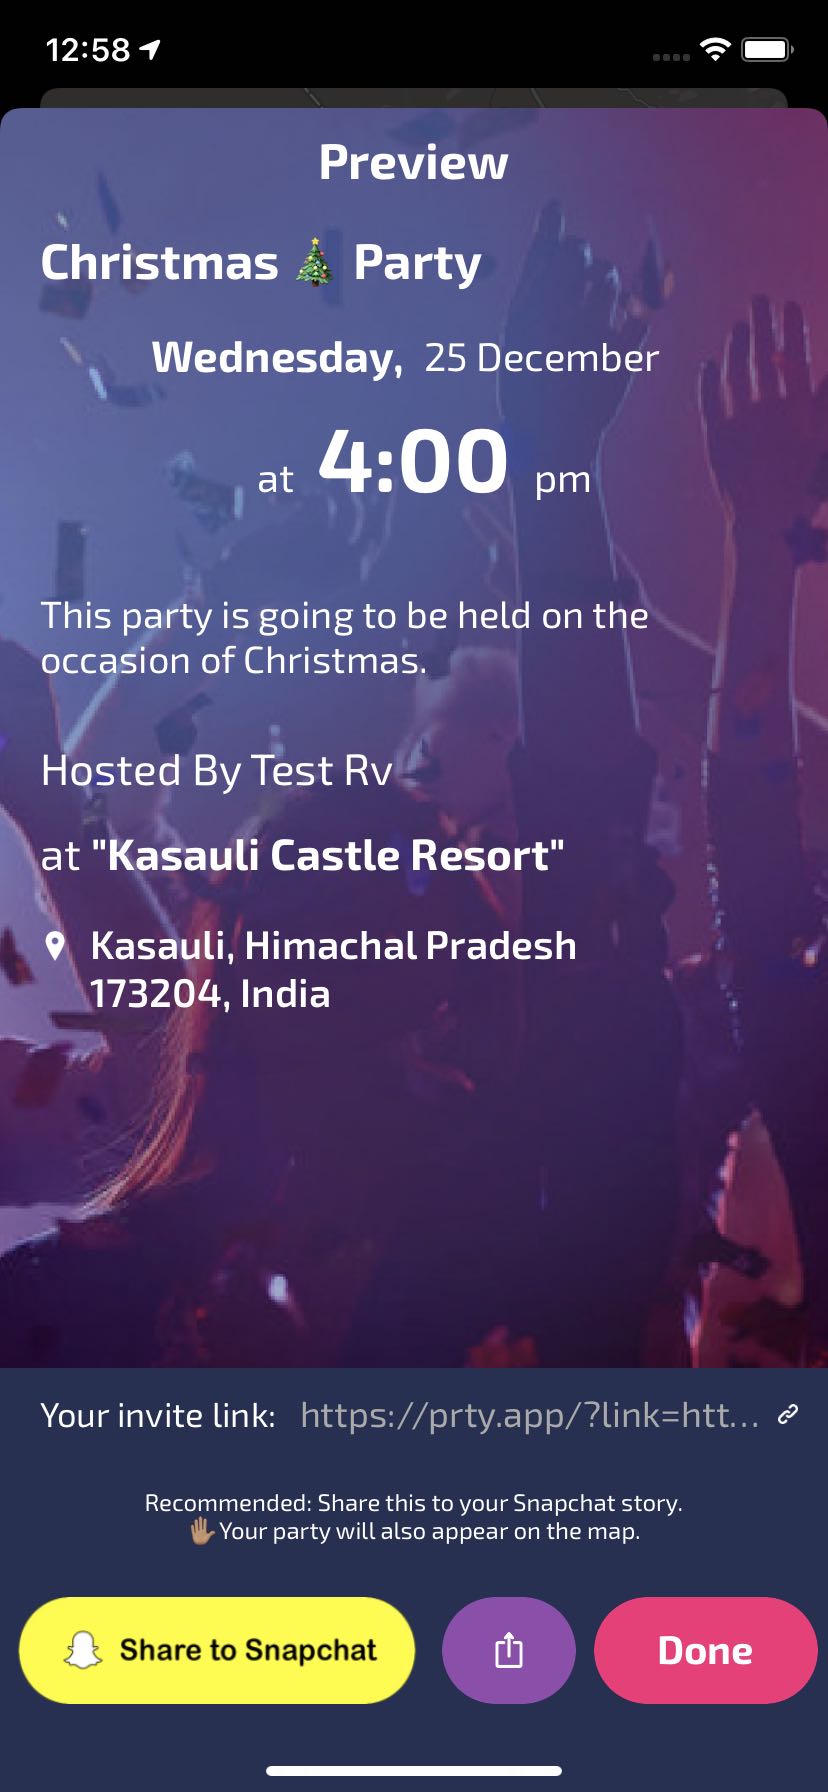 12:58
Preview
Christmas 🎄 Party
Wednesday, 25 December
at 4:00 pm
This party is going to be held on the
occasion of Christmas.
Hosted By Test Rv
at "Kasauli Castle Resort"
Kasauli, Himachal Pradesh
173204, India
Your invite link: https://prty.app/?link=htt...
Recommended: Share this to your Snapchat story.
🖐🏽Your party will also appear on the map.
Share to Snapchat
Done